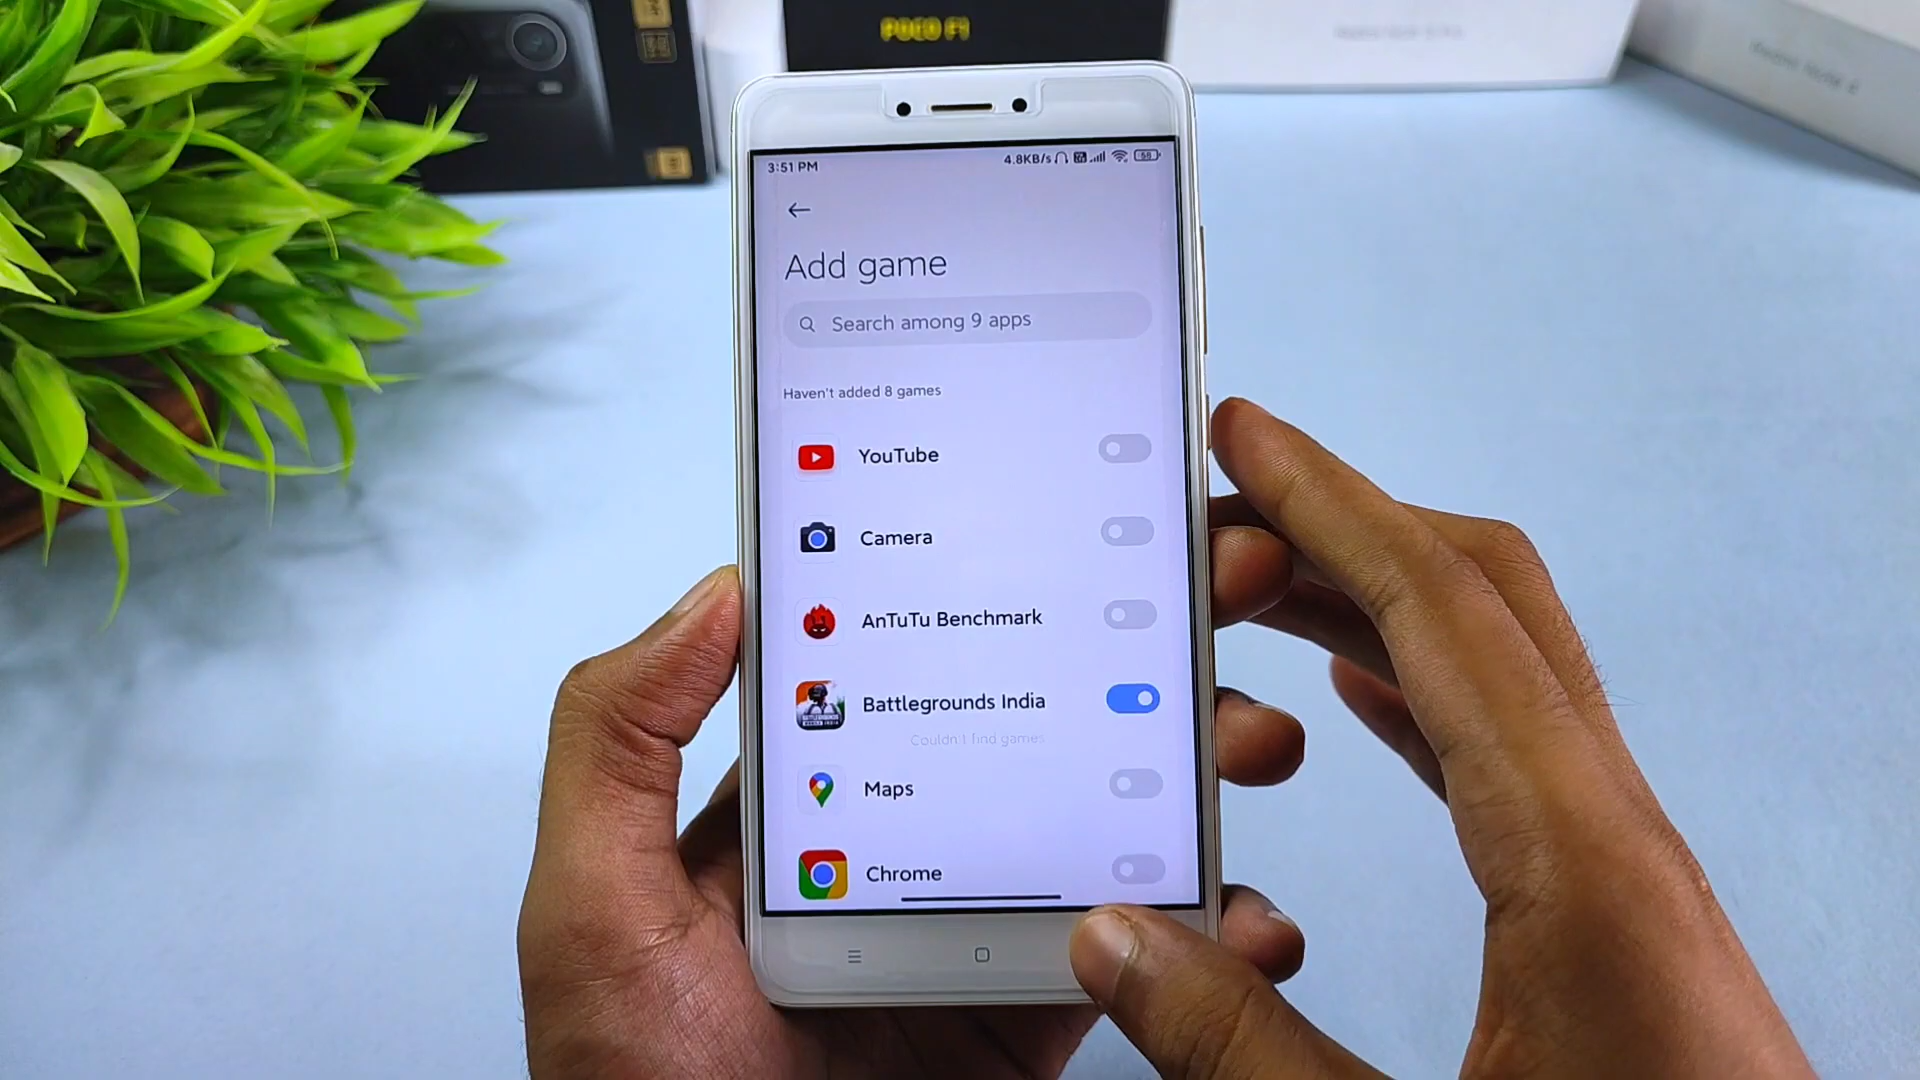 POCO F1
3:51 PM
4.8KB/s
58
Add game
Search among 9 apps
Haven't added 8 games
YouTube
Camera
AnTuTu Benchmark
Battlegrounds India
Couldn't find games
Maps
Chrome